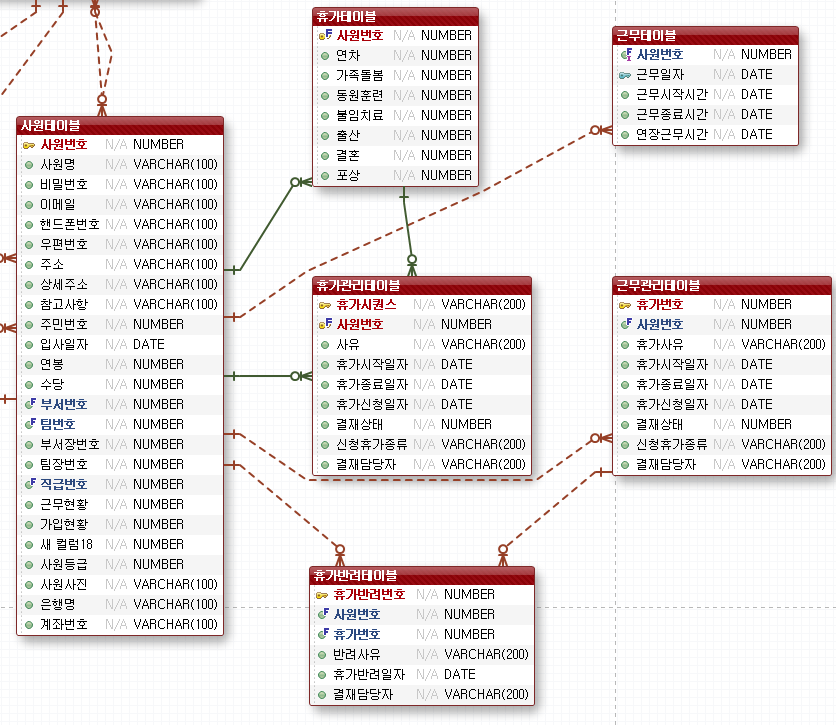 휴가테이블
사원번호 N/A NUMBER
연차 N/A NUMBER
가족돌봄 N/A NUMBER
동원훈련 N/A NUMBER
불임치료 N/A NUMBER
출산 N/A NUMBER
결혼 N/A NUMBER
포상 N/A NUMBER
근무테이블
사원번호 N/A NUMBER
근무일자 N/A DATE
근무시작시간 N/A DATE
근무종료시간 N/A DATE
연장근무시간 N/A DATE
사원테이블
사원번호 N/A NUMBER
사원명 N/A VARCHAR(100)
비밀번호 N/A VARCHAR(100)
이메일 N/A VARCHAR(100)
핸드폰번호 N/A VARCHAR(100)
우편번호 N/A VARCHAR(100)
주소 N/A VARCHAR(100)
상세주소 N/A VARCHAR(100)
참고사항 N/A VARCHAR(100)
주민번호 N/A NUMBER
입사일자 N/A DATE
연봉 N/A NUMBER
수당 N/A NUMBER
부서번호 N/A NUMBER
팀번호 N/A NUMBER
부서장번호 N/A NUMBER
팀장번호 N/A NUMBER
직급번호 N/A NUMBER
근무현황 N/A NUMBER
가입현황 N/A NUMBER
새 컬럼18 N/A NUMBER
사원등급 N/A NUMBER
사원사진 N/A VARCHAR(100)
은행명 N/A VARCHAR(100)
계좌번호 N/A VARCHAR(100)
휴가관리테이블
휴가시퀀스 N/A VARCHAR(200)
사원번호 N/A NUMBER
사유 N/A VARCHAR(200)
휴가시작일자 N/A DATE
휴가종료일자 N/A DATE
휴가신청일자 N/A DATE
결재상태 N/A NUMBER
신청휴가종류 N/A VARCHAR(200)
결재담당자 N/A VARCHAR(200)
근무관리테이블
휴가번호 N/A NUMBER
사원번호 N/A NUMBER
휴가사유 N/A VARCHAR(200)
휴가시작일자 N/A DATE
휴가종료일자 N/A DATE
휴가신청일자 N/A DATE
결재상태 N/A NUMBER
신청휴가종류 N/A VARCHAR(200)
결재담당자 N/A VARCHAR(200)
휴가반려테이블
휴가반려번호 N/A NUMBER
사원번호 N/A NUMBER
휴가번호 N/A NUMBER
반려사유 N/A VARCHAR(200)
휴가반려일자 N/A DATE
결재담당자 N/A VARCHAR(200)